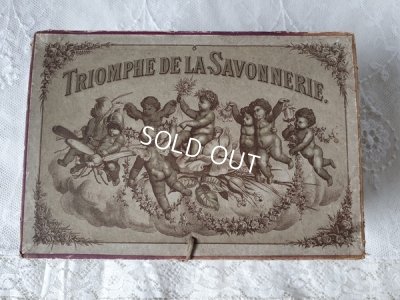 TRIOMPHE DE LA SAVONNERIE.
SOLD OUT